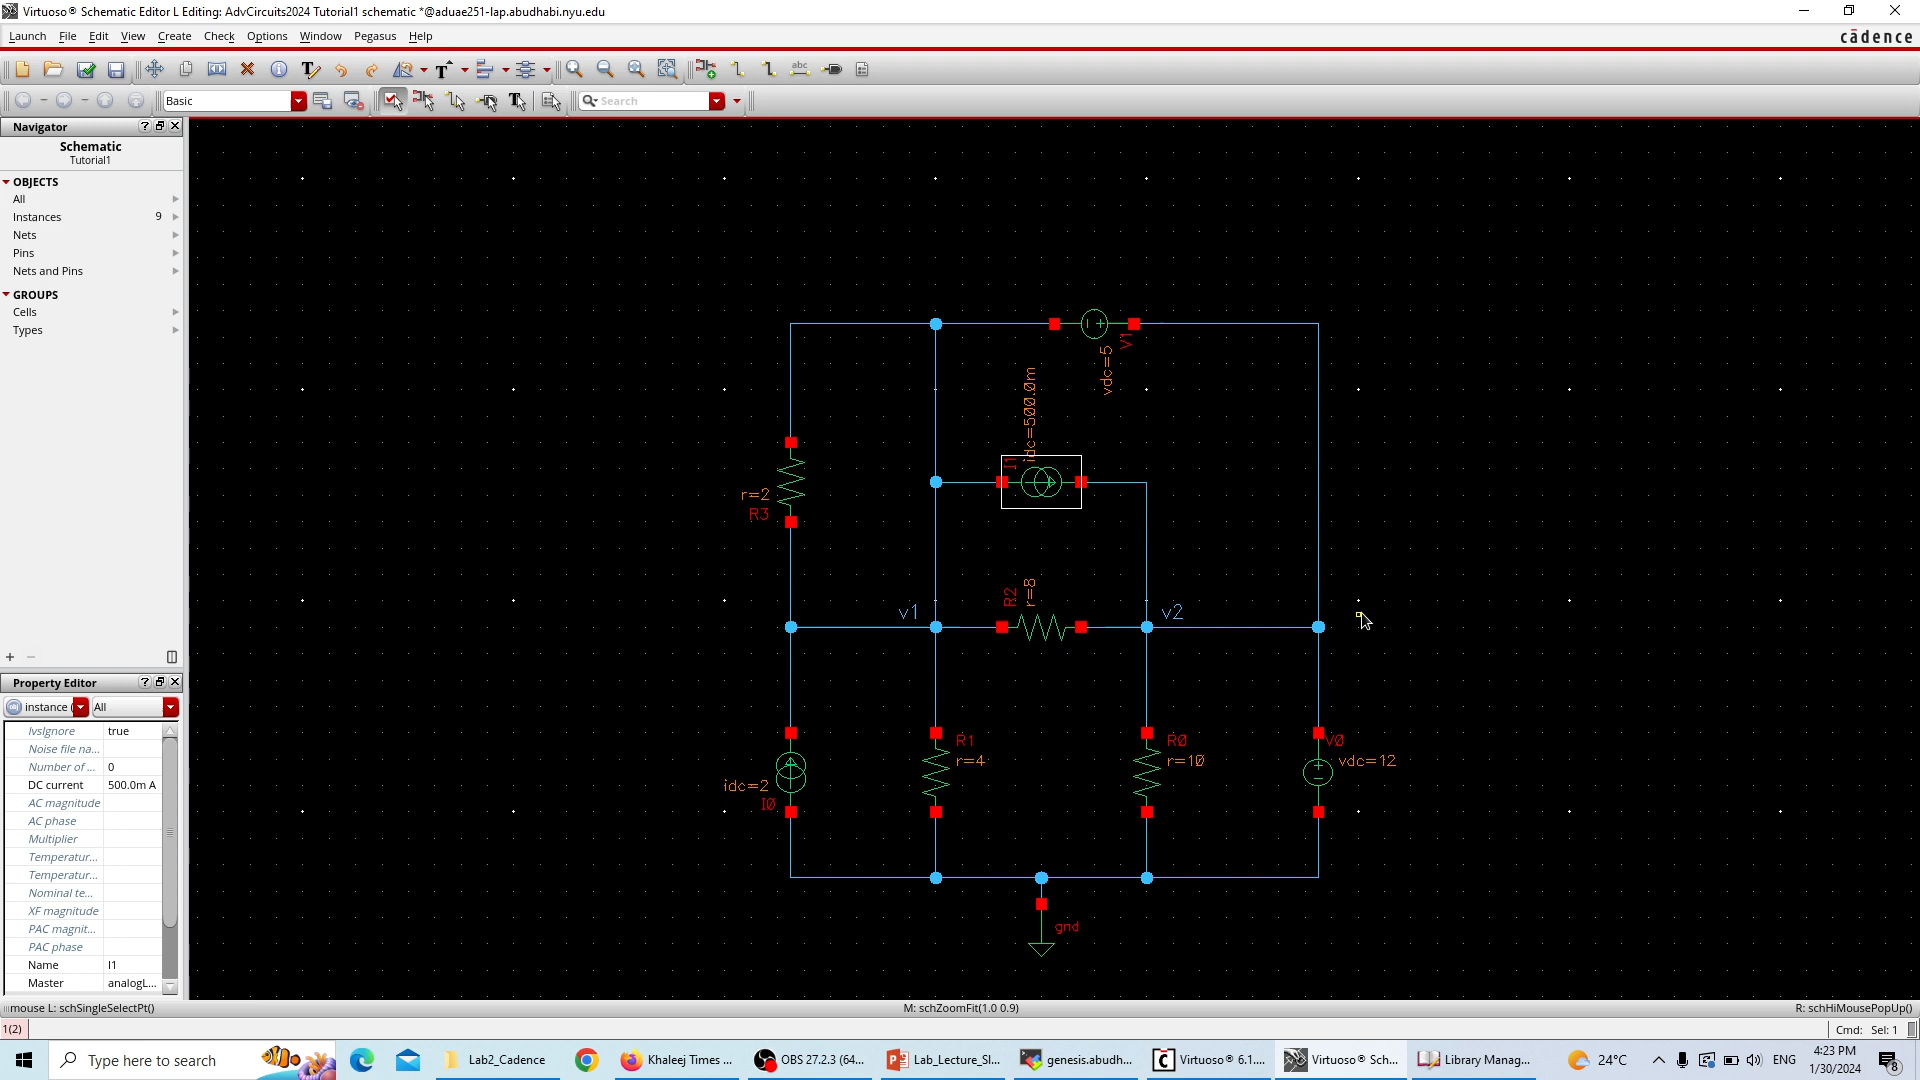 Virtuoso® Schematic Editor L Editing: AdvCircuits2024 Tutorial1 schematic *@aduae251-lap.abudhabi.nyu.edu
Launch File Edit View Create Check Options Window Pegasus Help
cādence
Basic
Search
Navigator
Schematic
Tutorial1
OBJECTS
All
Instances 9
Nets
Pins
Nets and Pins
GROUPS
Cells
Types
Property Editor
instance ( All
lvsIgnore true
Noise file na...
Number of ... 0
DC current 500.0m A
AC magnitude
AC phase
Multiplier
Temperatur...
Temperatur...
Nominal te...
XF magnitude
PAC magnit...
PAC phase
Name I1
Master analogL...
V1
vdc=5
idc=500.0m
I1
r=2
R3
R2
r=8
v1
v2
R1
r=4
R0
r=10
V0
vdc=12
idc=2
I0
gnd
mouse L: schSingleSelectPt()
M: schZoomFit(1.0 0.9)
R: schHiMousePopUp()
1(2)
Cmd: Sel: 1
Type here to search
Lab2_Cadence
Khaleej Times ...
OBS 27.2.3 (64...
Lab_Lecture_Sl...
genesis.abudh...
Virtuoso® 6.1....
Virtuoso® Sch...
Library Manag...
24°C
ENG
4:23 PM
1/30/2024
8